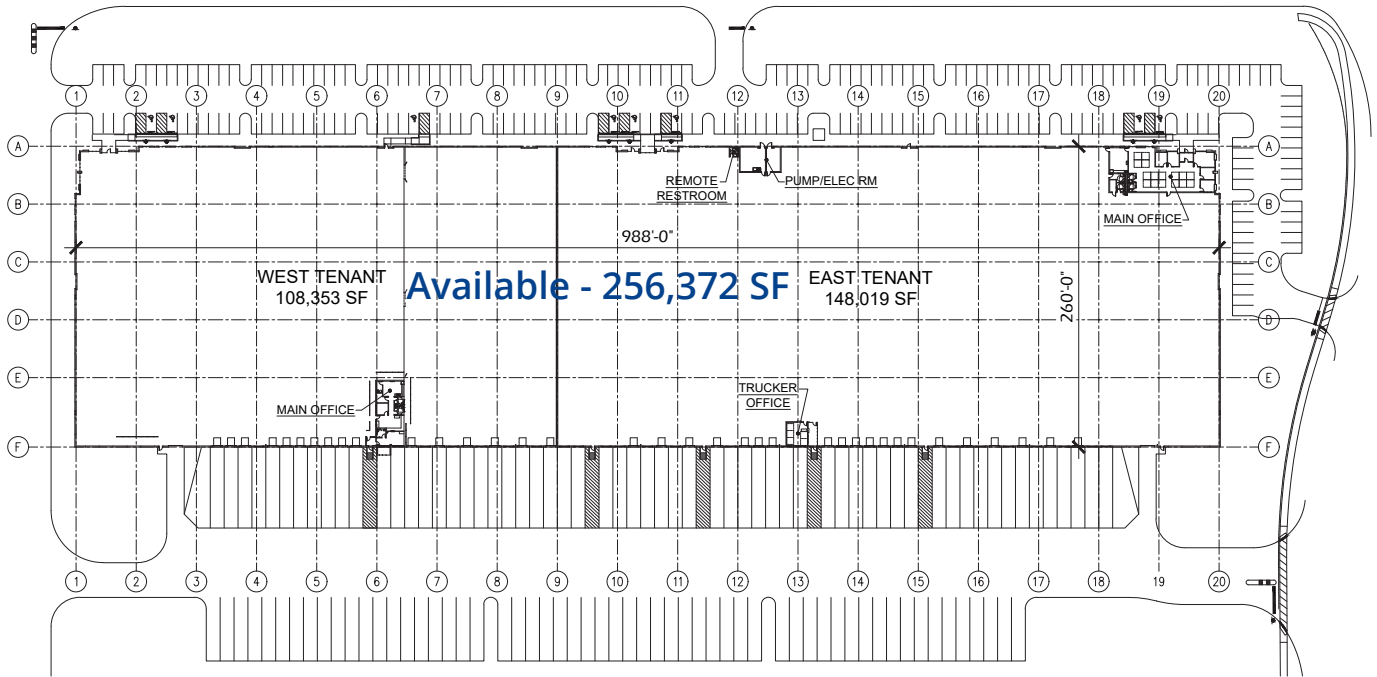 1 2 3 4 5 6 7 8 9 10 11 12 13 14 15 16 17 18 19 20
A A
REMOTE
RESTROOM
PUMP/ELEC RM
B B
MAIN OFFICE
988'-0"
C C
WEST TENANT
108,353 SF
Available - 256,372 SF
EAST TENANT
148,019 SF
260'-0"
D D
E E
MAIN OFFICE
TRUCKER
OFFICE
F F
1 2 3 4 5 6 7 8 9 10 11 12 13 14 15 16 17 18 19 20